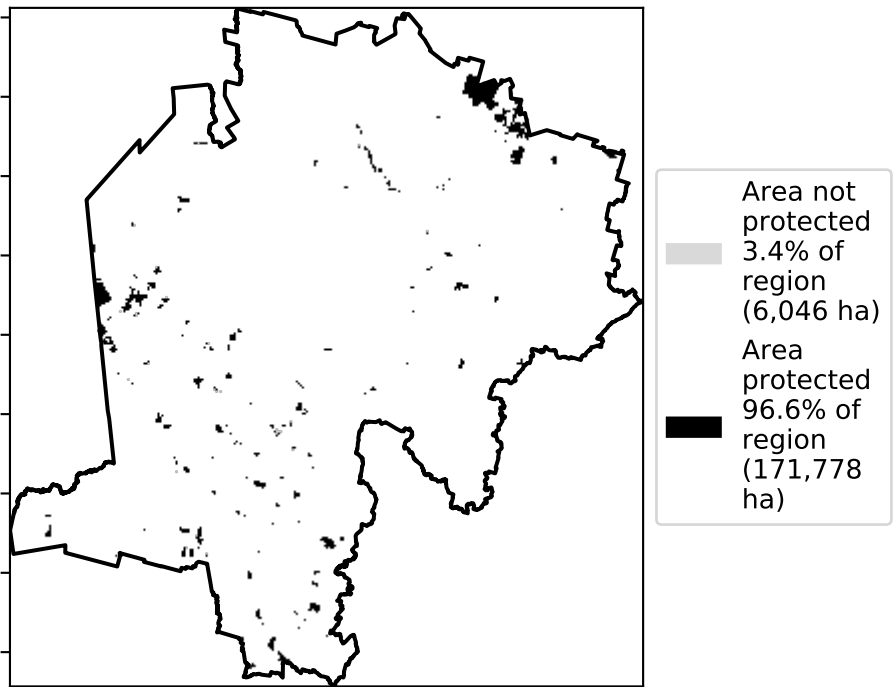 Area not
protected
3.4% of
region
(6,046 ha)
Area
protected
96.6% of
region
(171,778
ha)